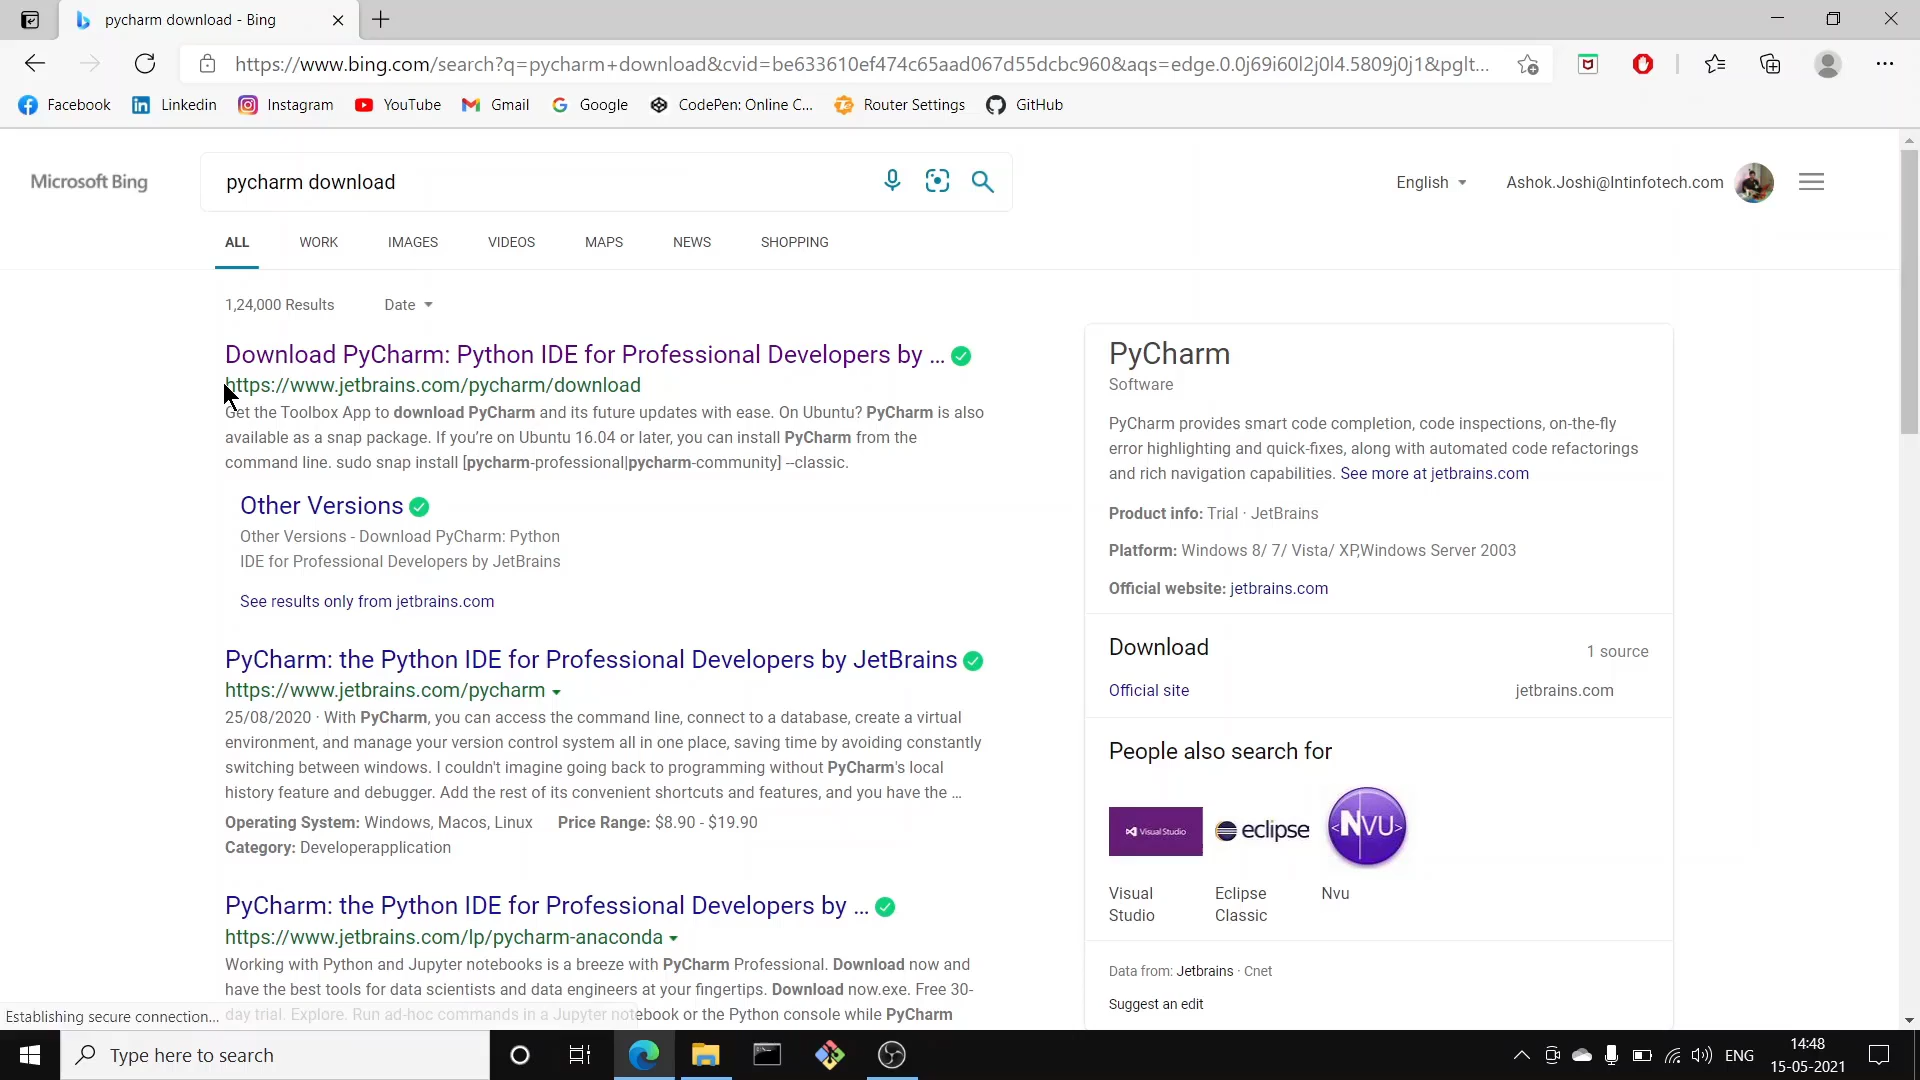 pycharm download - Bing
https://www.bing.com/search?q=pycharm+download&cvid=be633610ef474c65aad067d55dcbc960&aqs=edge.0.0j69i60l2j0l4.5809j0j1&pglt...
Facebook
Linkedin
Instagram
YouTube
Gmail
Google
CodePen: Online C...
Router Settings
GitHub
Microsoft Bing
pycharm download
English
Ashok.Joshi@Intinfotech.com
ALL
WORK
IMAGES
VIDEOS
MAPS
NEWS
SHOPPING
1,24,000 Results
Date
Download PyCharm: Python IDE for Professional Developers by ...
https://www.jetbrains.com/pycharm/download
Get the Toolbox App to download PyCharm and its future updates with ease. On Ubuntu? PyCharm is also
available as a snap package. If you're on Ubuntu 16.04 or later, you can install PyCharm from the
command line. sudo snap install [pycharm-professional|pycharm-community] --classic.
Other Versions
Other Versions - Download PyCharm: Python
IDE for Professional Developers by JetBrains
See results only from jetbrains.com
PyCharm: the Python IDE for Professional Developers by JetBrains
https://www.jetbrains.com/pycharm
25/08/2020 · With PyCharm, you can access the command line, connect to a database, create a virtual
environment, and manage your version control system all in one place, saving time by avoiding constantly
switching between windows. I couldn't imagine going back to programming without PyCharm's local
history feature and debugger. Add the rest of its convenient shortcuts and features, and you have the ...
Operating System: Windows, Macos, Linux
Price Range: $8.90 - $19.90
Category: Developerapplication
PyCharm: the Python IDE for Professional Developers by ...
https://www.jetbrains.com/lp/pycharm-anaconda
Working with Python and Jupyter notebooks is a breeze with PyCharm Professional. Download now and
have the best tools for data scientists and data engineers at your fingertips. Download now.exe. Free 30-
day trial. Explore. Run ad-hoc commands in a Jupyter notebook or the Python console while PyCharm
Establishing secure connection...
PyCharm
Software
PyCharm provides smart code completion, code inspections, on-the-fly
error highlighting and quick-fixes, along with automated code refactorings
and rich navigation capabilities. See more at jetbrains.com
Product info: Trial · JetBrains
Platform: Windows 8/ 7/ Vista/ XP,Windows Server 2003
Official website: jetbrains.com
Download
1 source
Official site
jetbrains.com
People also search for
Visual Studio
eclipse
<NVU>
Visual
Studio
Eclipse
Classic
Nvu
Data from: Jetbrains · Cnet
Suggest an edit
Type here to search
ENG
14:48
15-05-2021